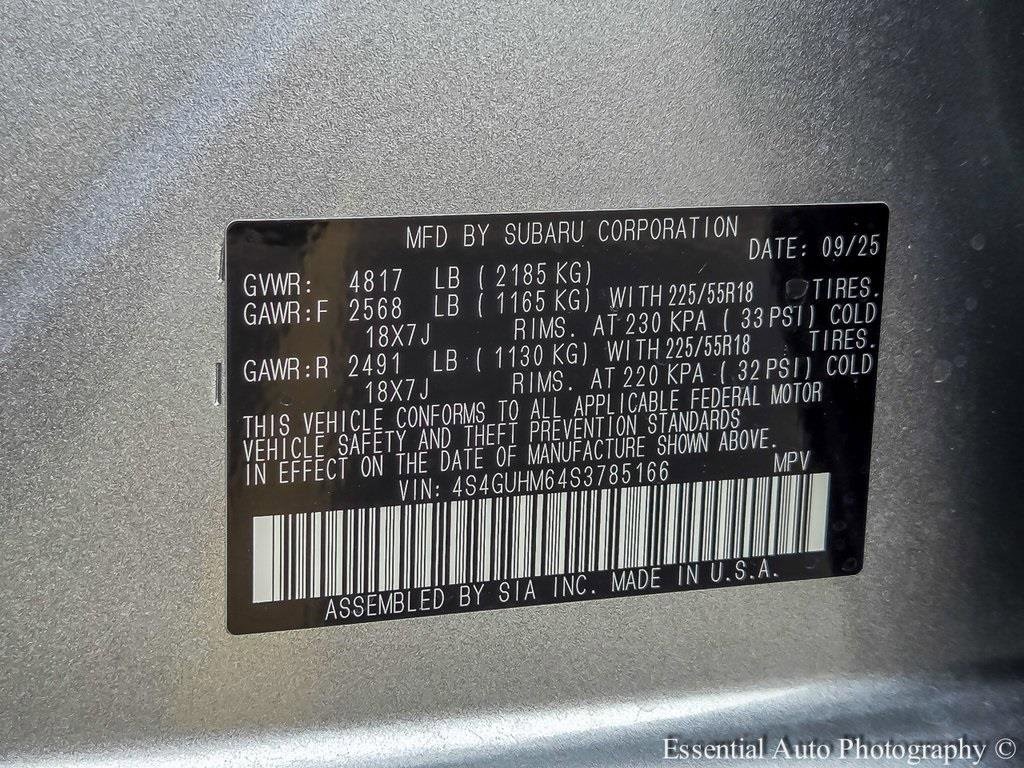 MFD BY SUBARU CORPORATION
DATE: 09/25
GVWR: 4817 LB ( 2185 KG)
GAWR:F 2568 LB ( 1165 KG) WITH 225/55R18 TIRES.
18X7J RIMS. AT 230 KPA ( 33 PSI) COLD
GAWR:R 2491 LB ( 1130 KG) WITH 225/55R18 TIRES.
18X7J RIMS. AT 220 KPA ( 32 PSI) COLD
THIS VEHICLE CONFORMS TO ALL APPLICABLE FEDERAL MOTOR
VEHICLE SAFETY AND THEFT PREVENTION STANDARDS
IN EFFECT ON THE DATE OF MANUFACTURE SHOWN ABOVE.
VIN: 4S4GUHM64S3785166 MPV
ASSEMBLED BY SIA INC. MADE IN U.S.A.
Essential Auto Photography ©